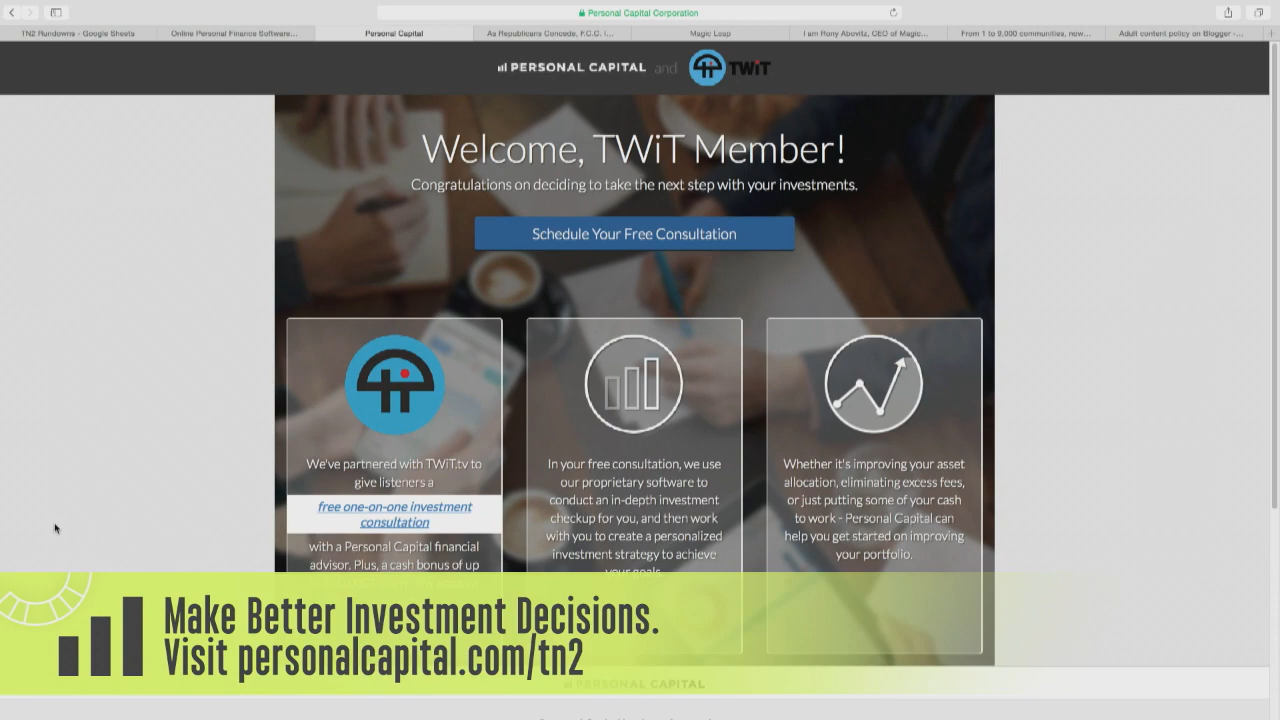 Personal Capital Corporation
TN2 Rundowns - Google Sheets
Online Personal Finance Software...
Personal Capital
As Republicans Concede, F.C.C. I...
Magic Leap
I am Rony Abovitz, CEO of Magic...
From 1 to 9,000 communities, now...
Adult content policy on Blogger -...
PERSONAL CAPITAL and TWiT
Welcome, TWiT Member!
Congratulations on deciding to take the next step with your investments.
Schedule Your Free Consultation
We've partnered with TWiT.tv to
give listeners a
free one-on-one investment
consultation
with a Personal Capital financial
advisor. Plus, a cash bonus of up
In your free consultation, we use
our proprietary software to
conduct an in-depth investment
checkup for you, and then work
with you to create a personalized
investment strategy to achieve
your goals.
Whether it's improving your asset
allocation, eliminating excess fees,
or just putting some of your cash
to work - Personal Capital can
help you get started on improving
your portfolio.
Make Better Investment Decisions.
Visit personalcapital.com/tn2
PERSONAL CAPITAL